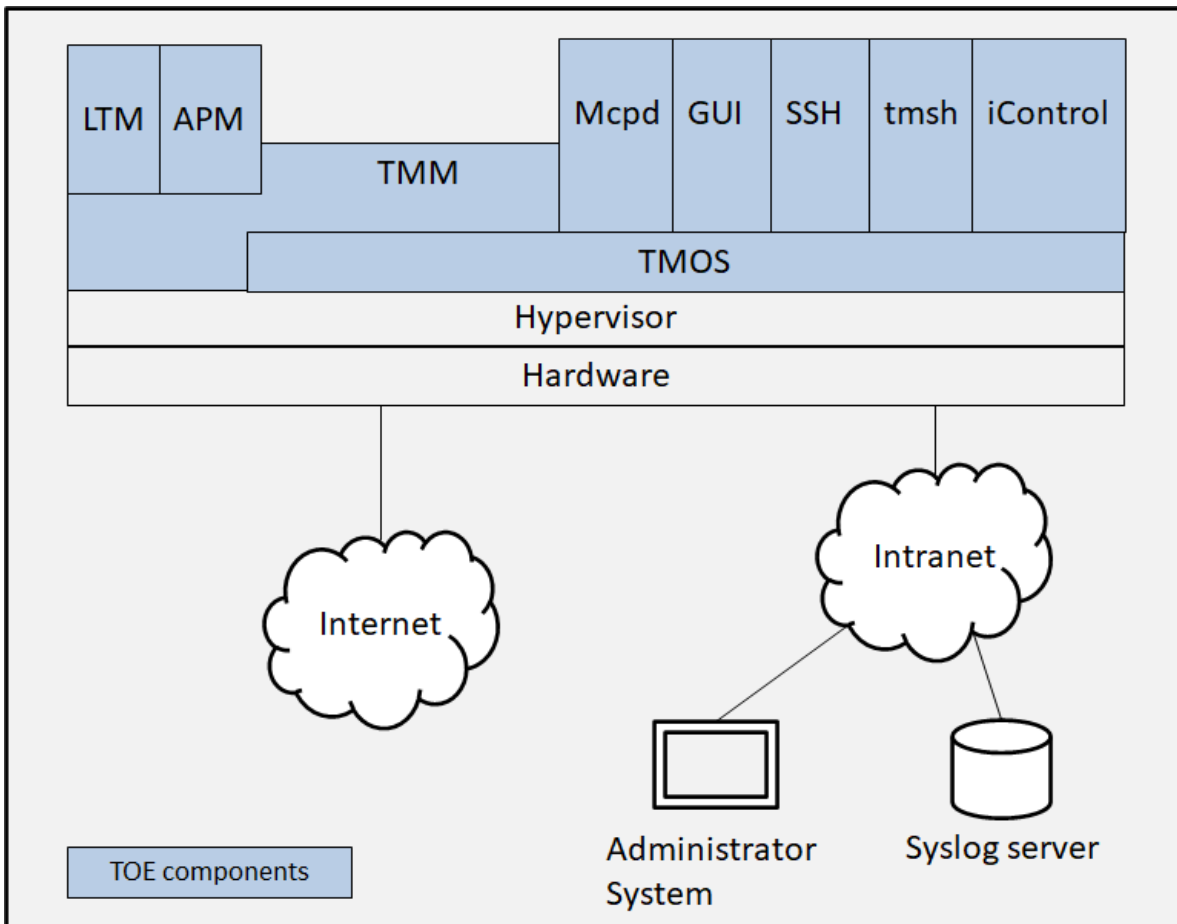 LTM
APM
TMM
Mcpd
GUI
SSH
tmsh
iControl
TMOS
Hypervisor
Hardware
Internet
Intranet
Administrator
System
Syslog server
TOE components